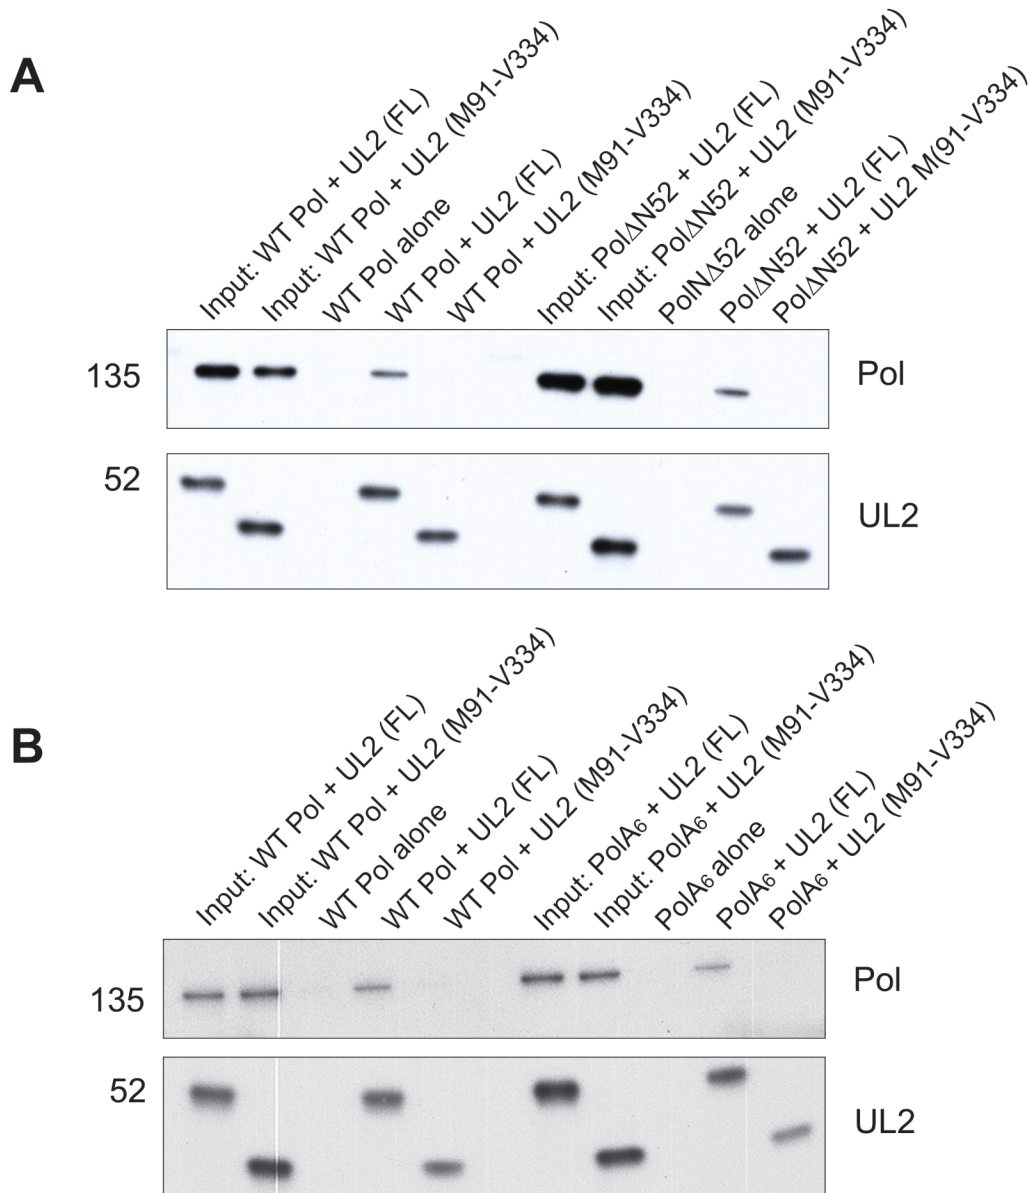 A
Input: WT Pol + UL2 (FL)
Input: WT Pol + UL2 (M91-V334)
WT Pol alone
WT Pol + UL2 (FL)
WT Pol + UL2 (M91-V334)
Input: PolΔN52 + UL2 (FL)
Input: PolΔN52 + UL2 (M91-V334)
PolNΔ52 alone
PolΔN52 + UL2 (FL)
PolΔN52 + UL2 M(91-V334)
135
Pol
52
UL2
B
Input: WT Pol + UL2 (FL)
Input: WT Pol + UL2 (M91-V334)
WT Pol alone
WT Pol + UL2 (FL)
WT Pol + UL2 (M91-V334)
Input: PolA₆ + UL2 (FL)
Input: PolA₆ + UL2 (M91-V334)
PolA₆ alone
PolA₆ + UL2 (FL)
PolA₆ + UL2 (M91-V334)
135
Pol
52
UL2